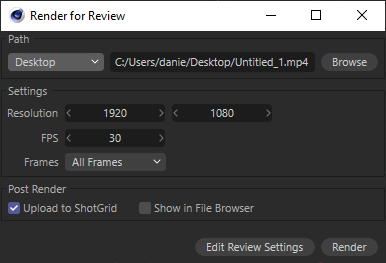 Render for Review
Path
Desktop C:/Users/danie/Desktop/Untitled_1.mp4 Browse
Settings
Resolution 1920 1080
FPS 30
Frames All Frames
Post Render
Upload to ShotGrid Show in File Browser
Edit Review Settings Render